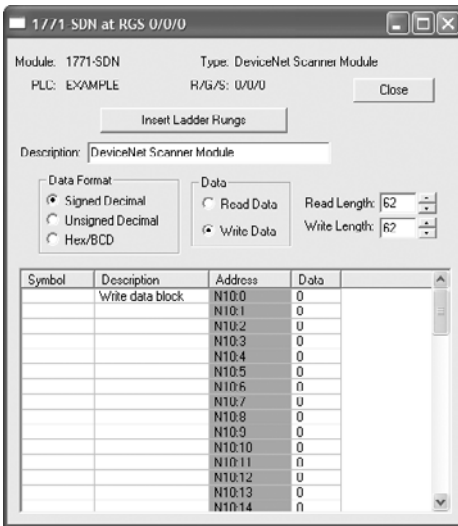 1771-SDN at RGS 0/0/0
Module: 1771-SDN Type: DeviceNet Scanner Module
PLC: EXAMPLE R/G/S: 0/0/0 Close
Insert Ladder Rungs
Description: DeviceNet Scanner Module
Data Format Data
Signed Decimal Read Data Read Length: 62
Unsigned Decimal Write Data Write Length: 62
Hex/BCD
Symbol Description Address Data
Write data block N10:0 0
N10:1 0
N10:2 0
N10:3 0
N10:4 0
N10:5 0
N10:6 0
N10:7 0
N10:8 0
N10:9 0
N10:10 0
N10:11 0
N10:12 0
N10:13 0
N10:14 0